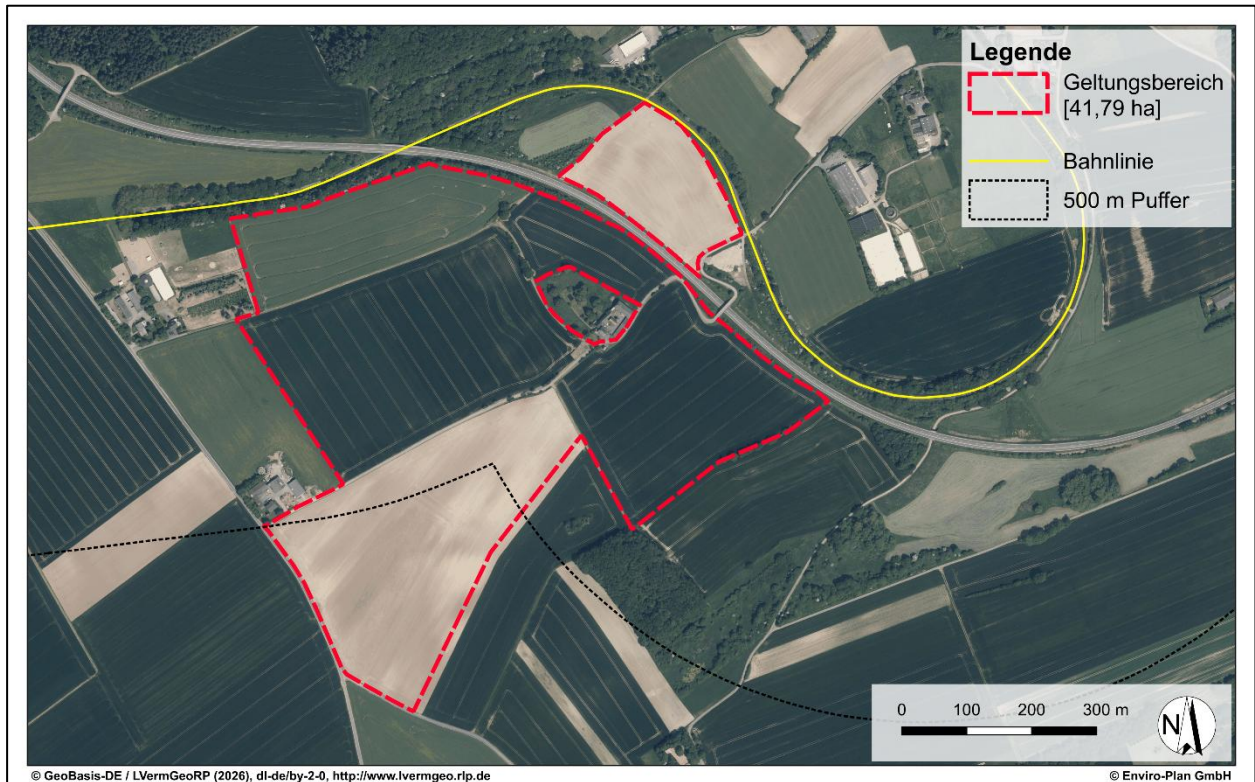 Legende
Geltungsbereich
[41,79 ha]
Bahnlinie
500 m Puffer
0 100 200 300 m
N
© GeoBasis-DE / LVermGeoRP (2026), dl-de/by-2-0, http://www.lvermgeo.rlp.de © Enviro-Plan GmbH